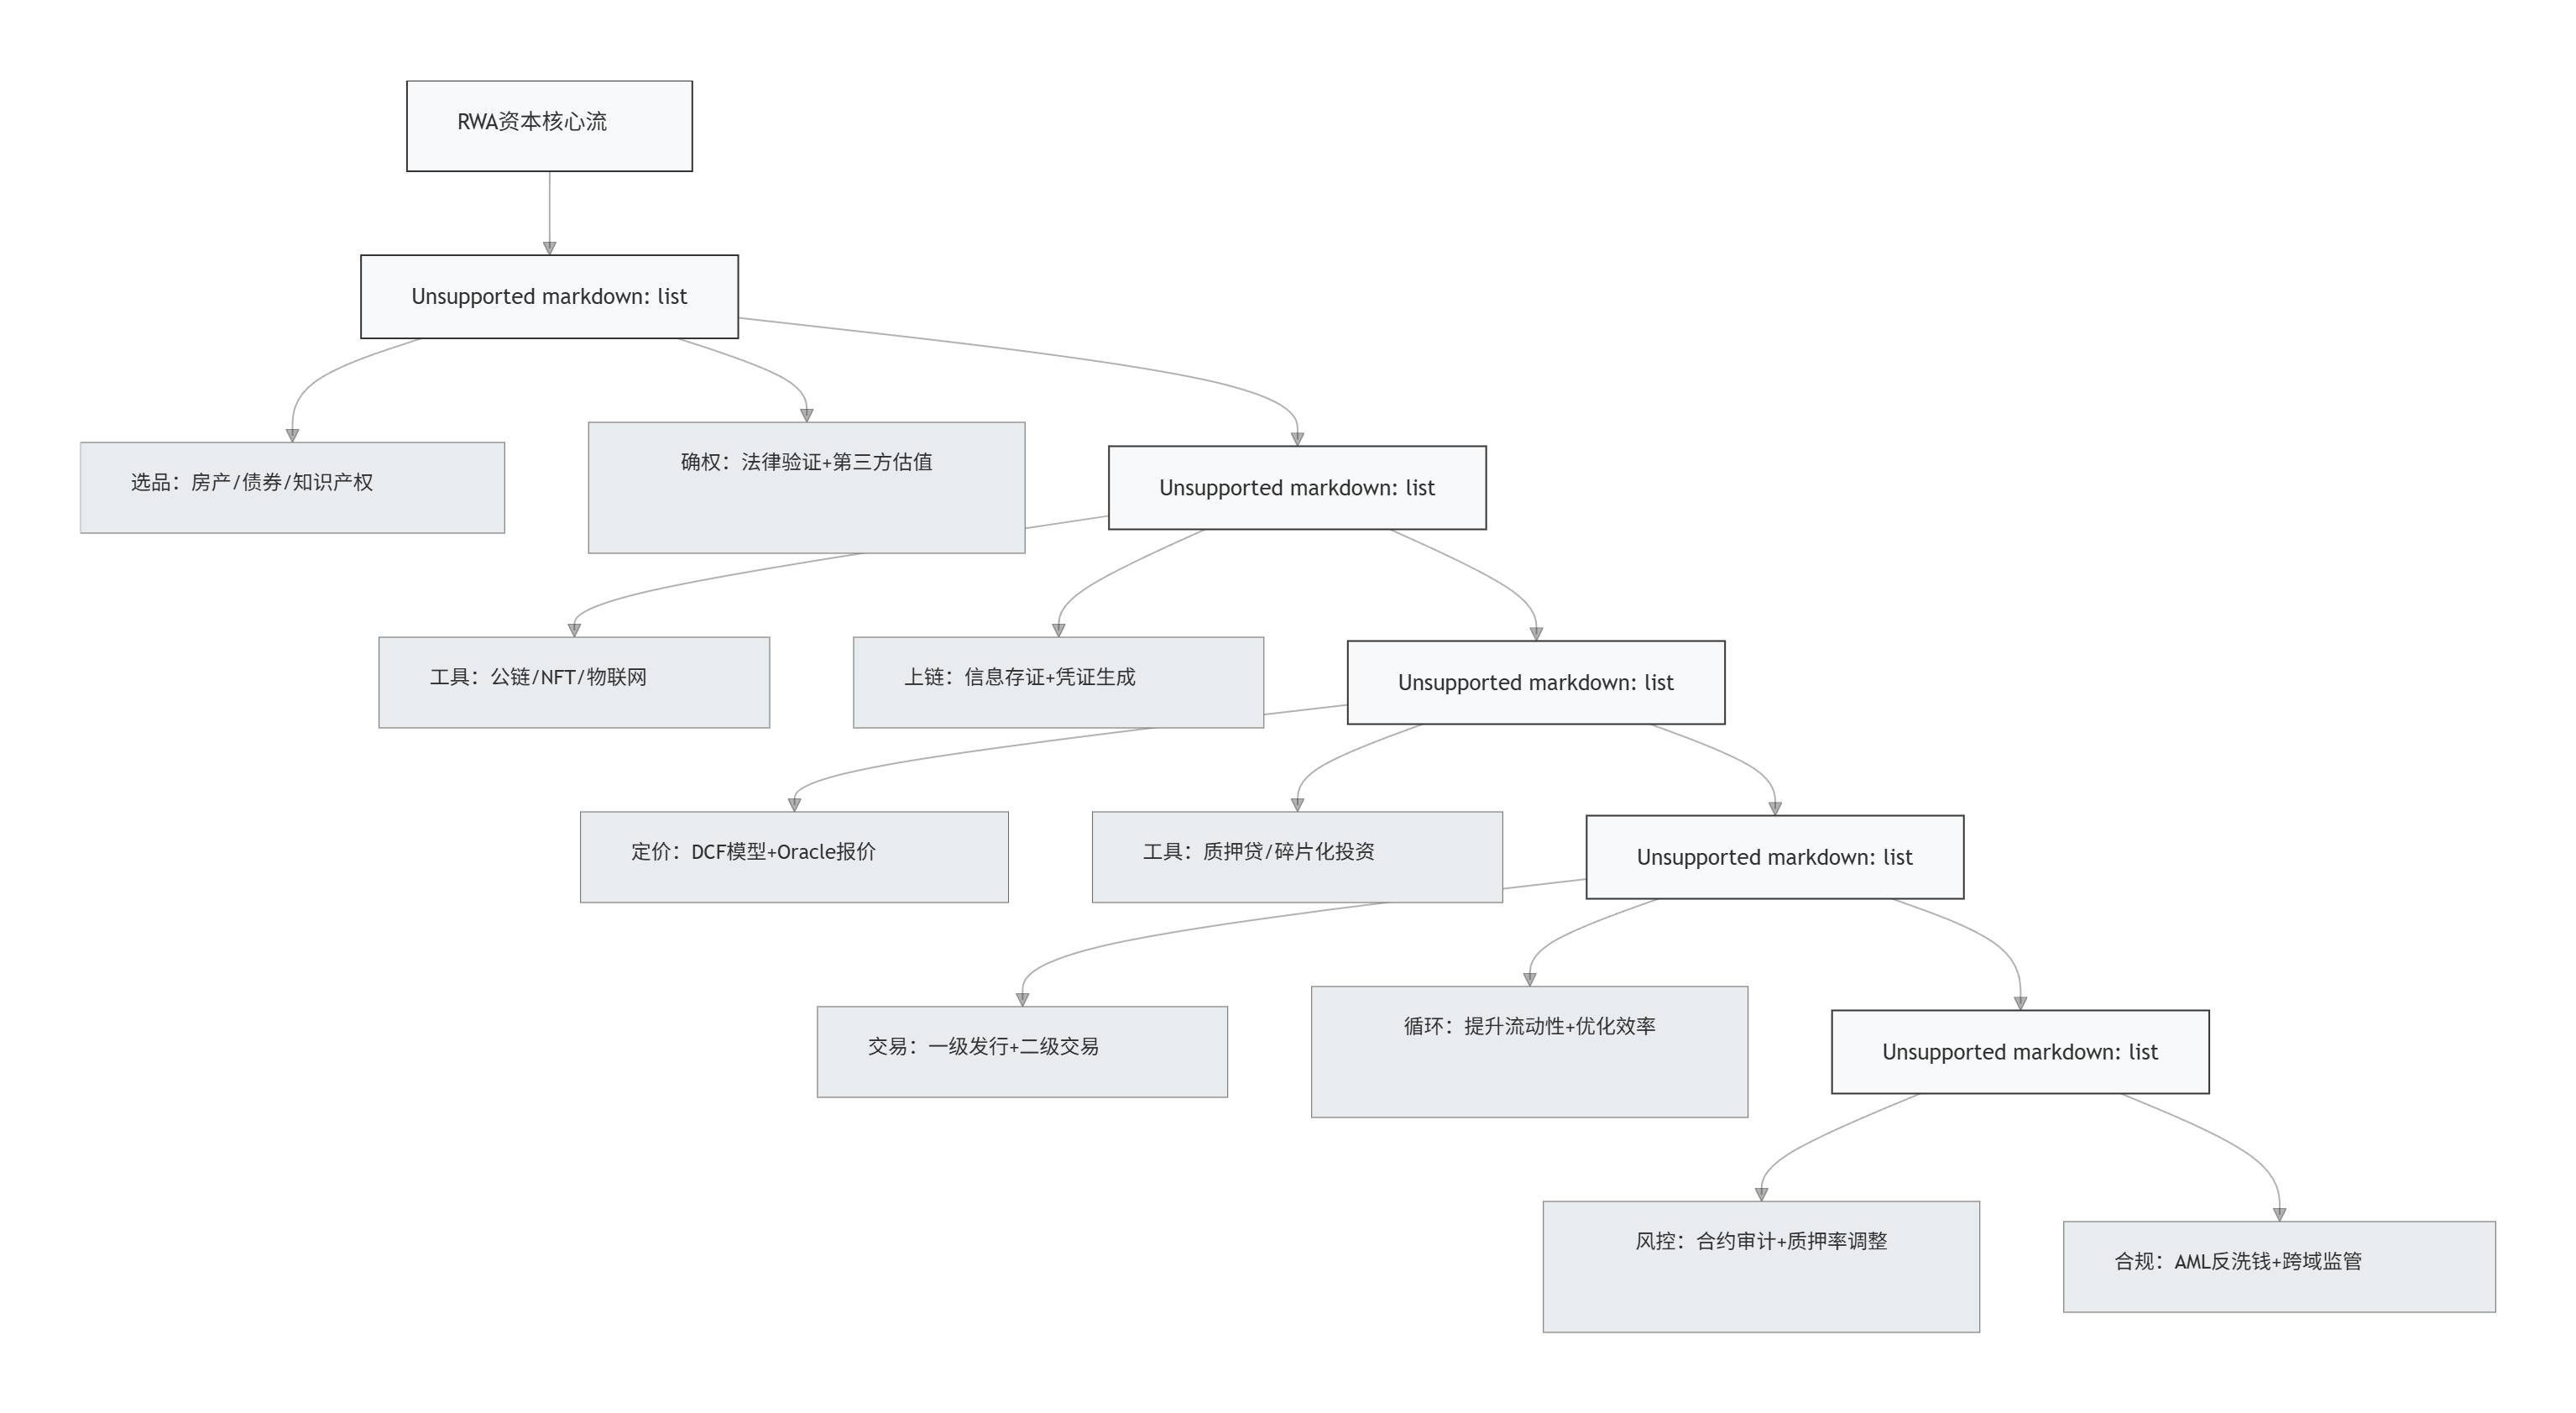 RWA资本核心流
Unsupported markdown: list
选品：房产/债券/知识产权
确权：法律验证+第三方估值
Unsupported markdown: list
工具：公链/NFT/物联网
上链：信息存证+凭证生成
Unsupported markdown: list
定价：DCF模型+Oracle报价
工具：质押贷/碎片化投资
Unsupported markdown: list
交易：一级发行+二级交易
循环：提升流动性+优化效率
Unsupported markdown: list
风控：合约审计+质押率调整
合规：AML反洗钱+跨域监管